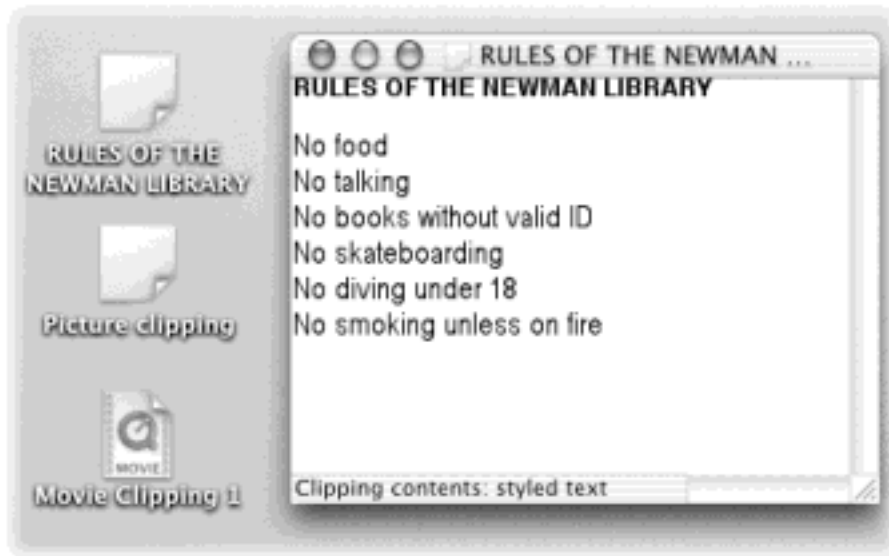 RULES OF THE
NEWMAN LIBRARY
Picture clipping
MOVIE
Movie Clipping 1
RULES OF THE NEWMAN ...
RULES OF THE NEWMAN LIBRARY
No food
No talking
No books without valid ID
No skateboarding
No diving under 18
No smoking unless on fire
Clipping contents: styled text